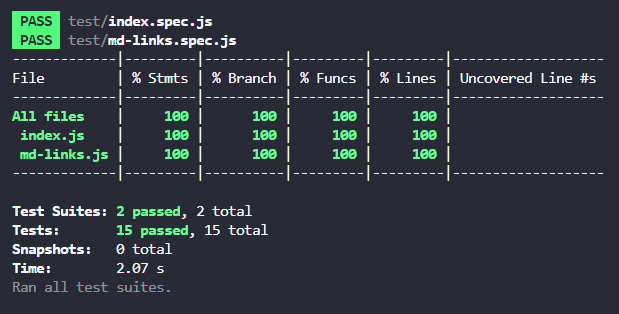 PASS test/index.spec.js
PASS test/md-links.spec.js
------------|---------|----------|---------|---------|-------------------
File        | % Stmts | % Branch | % Funcs | % Lines | Uncovered Line #s
------------|---------|----------|---------|---------|-------------------
All files   |     100 |      100 |     100 |     100 |
 index.js   |     100 |      100 |     100 |     100 |
 md-links.js |     100 |      100 |     100 |     100 |
------------|---------|----------|---------|---------|-------------------
Test Suites: 2 passed, 2 total
Tests:       15 passed, 15 total
Snapshots:   0 total
Time:        2.07 s
Ran all test suites.